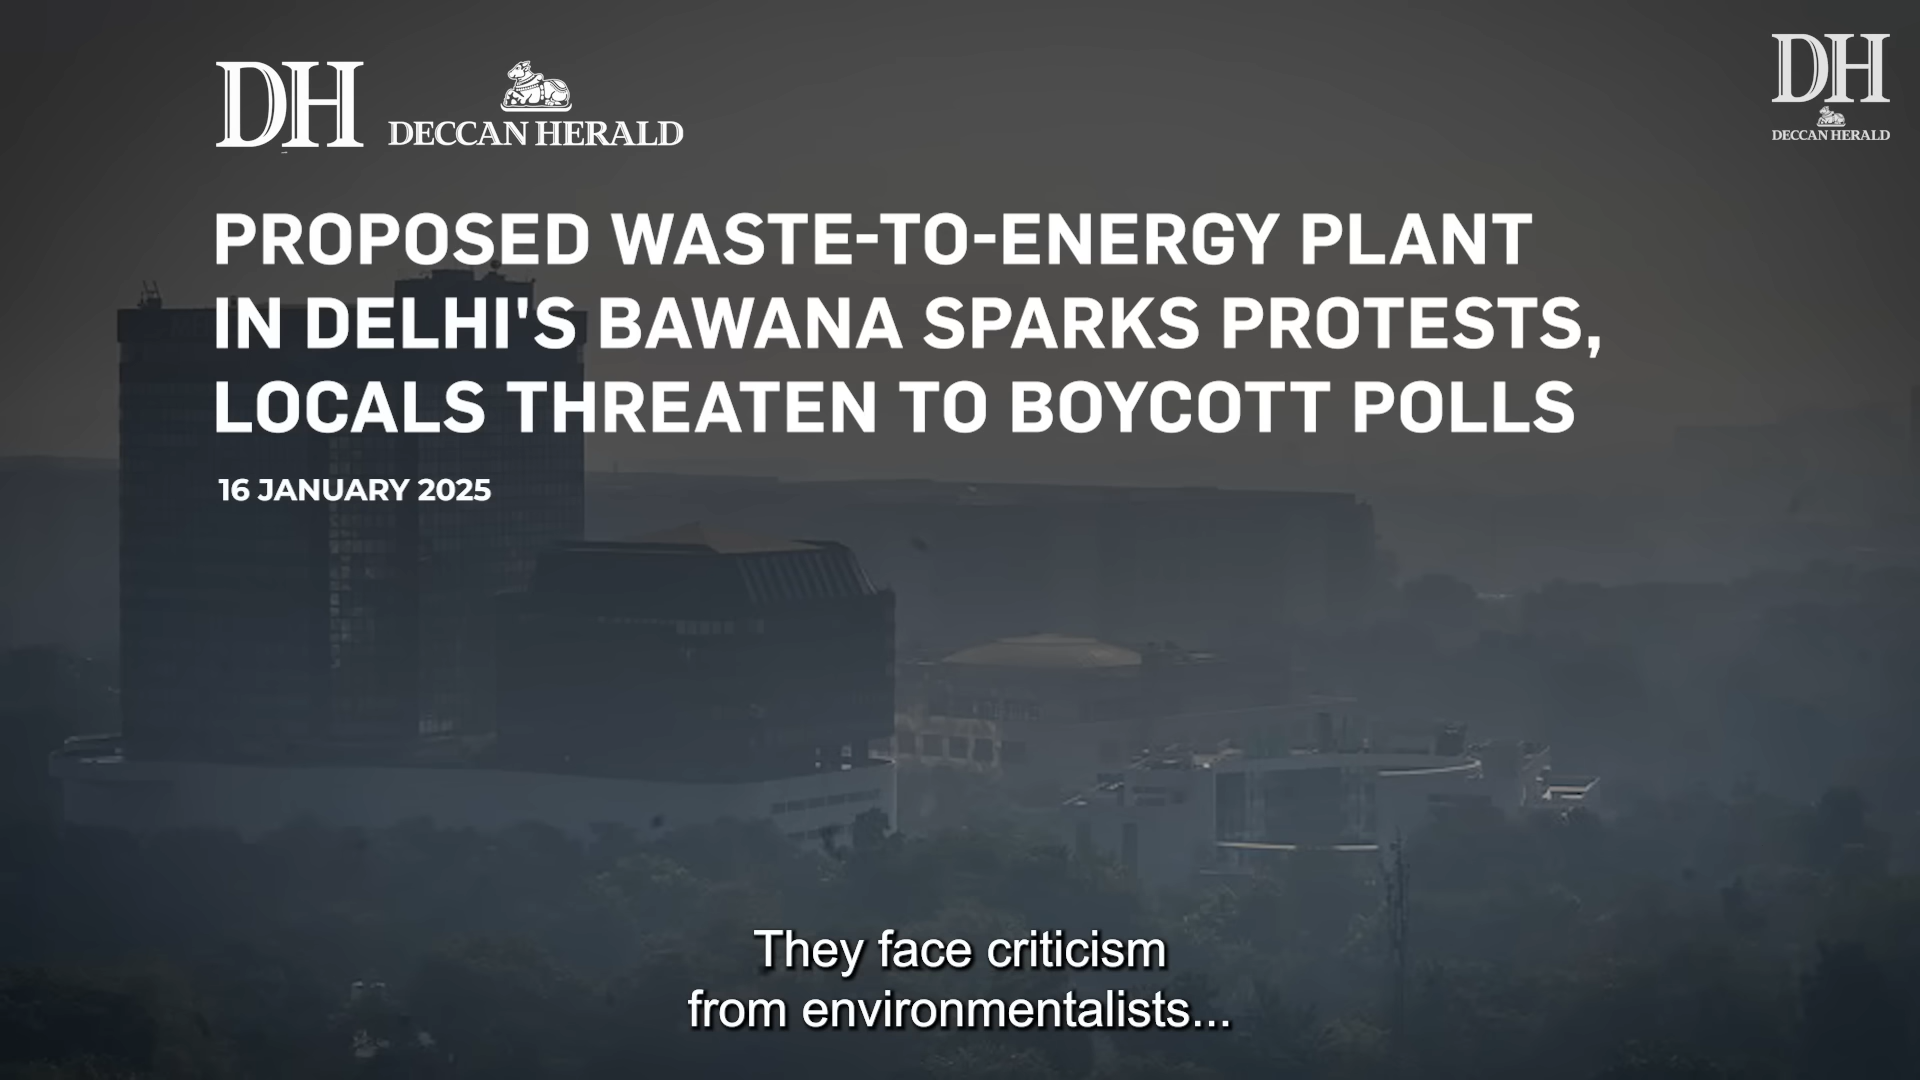 DH DECCAN HERALD
DH
DECCAN HERALD
PROPOSED WASTE-TO-ENERGY PLANT
IN DELHI'S BAWANA SPARKS PROTESTS,
LOCALS THREATEN TO BOYCOTT POLLS
16 JANUARY 2025
They face criticism
from environmentalists...